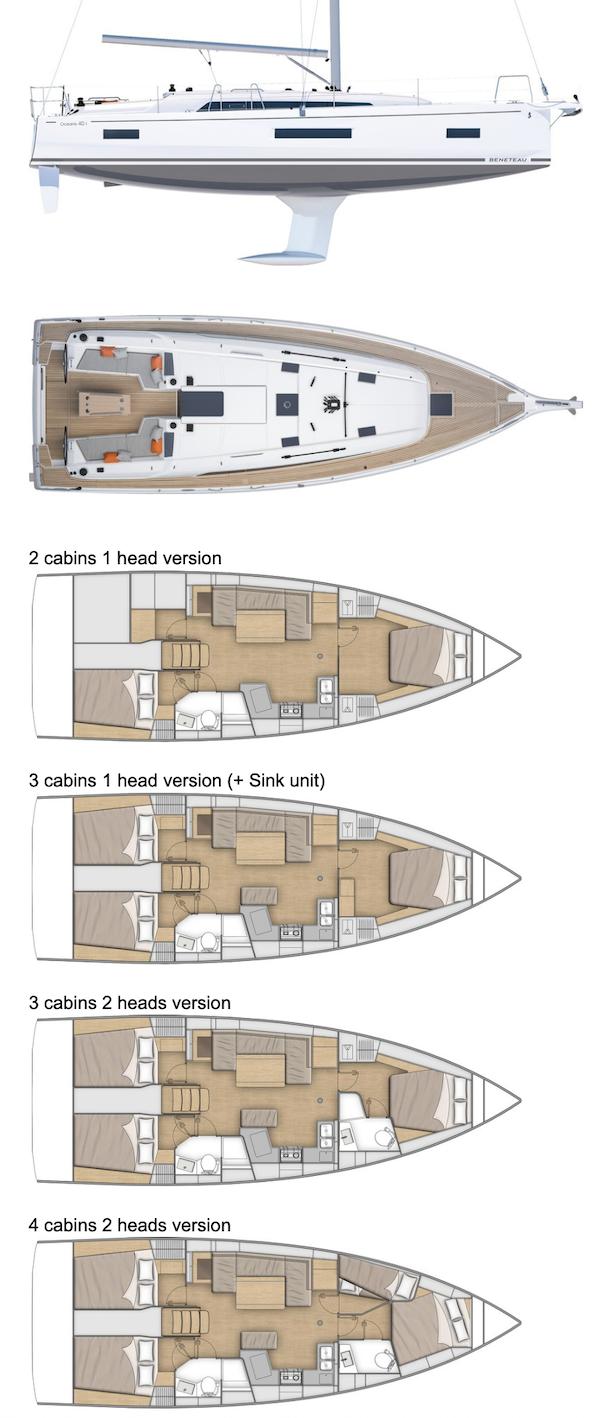 Oceanis 40.1
BENETEAU
2 cabins 1 head version
3 cabins 1 head version (+ Sink unit)
3 cabins 2 heads version
4 cabins 2 heads version